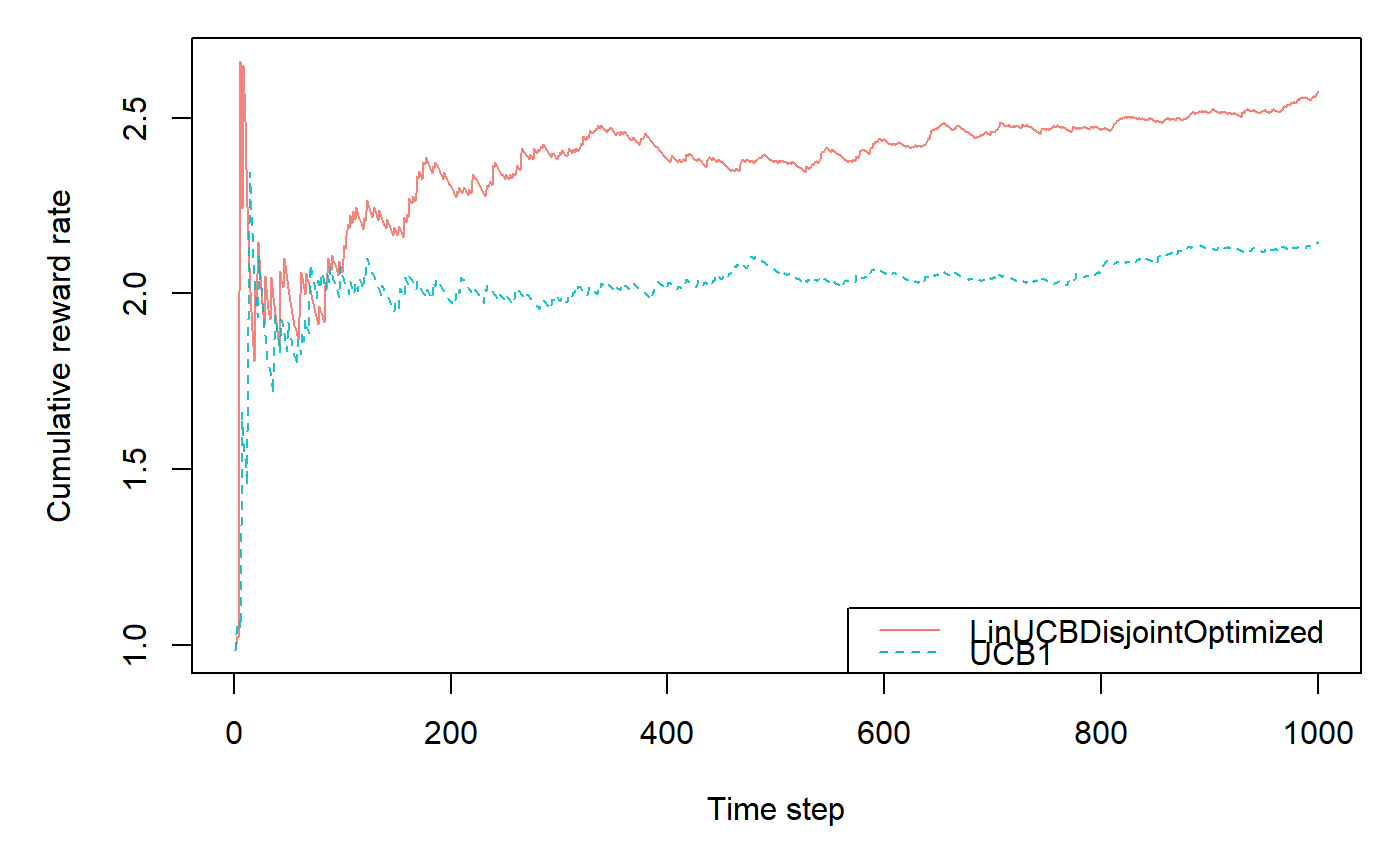 2.5
2.0
1.5
1.0
Cumulative reward rate
LinUCBDisjointOptimized
UCB1
0 200 400 600 800 1000
Time step